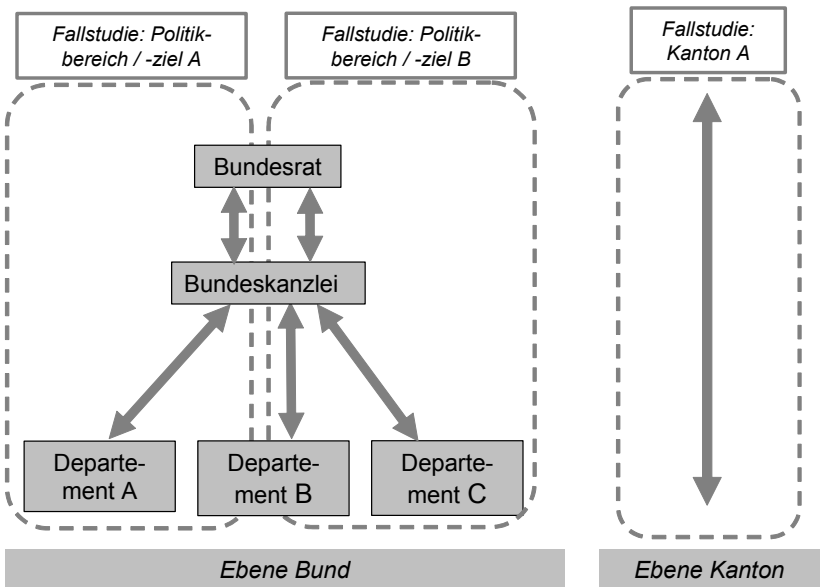 Fallstudie: Politik-
bereich / -ziel A
Fallstudie: Politik-
bereich / -ziel B
Fallstudie:
Kanton A
Bundesrat
Bundeskanzlei
Departe-
ment A
Departe-
ment B
Departe-
ment C
Ebene Bund
Ebene Kanton